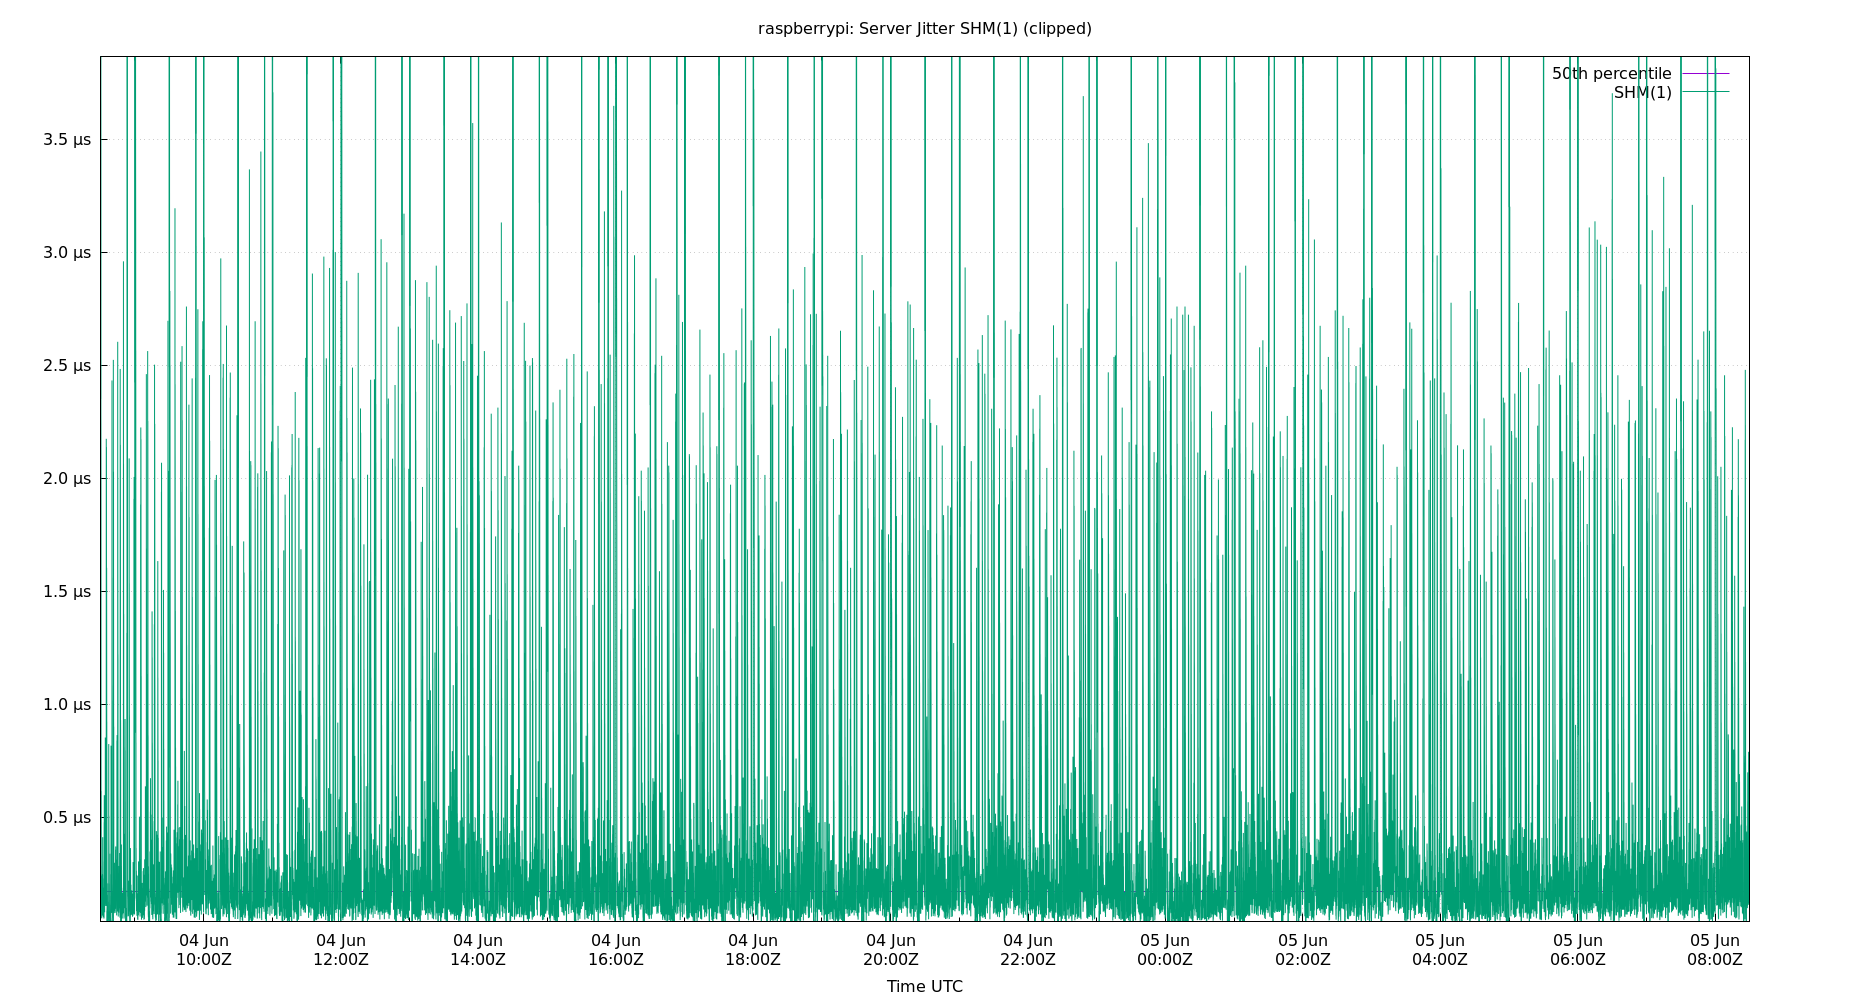 raspberrypi: Server Jitter SHM(1) (clipped)
50th percentile
SHM(1)
3.5 μs
3.0 μs
2.5 μs
2.0 μs
1.5 μs
1.0 μs
0.5 μs
04 Jun 04 Jun 04 Jun 04 Jun 04 Jun 04 Jun 04 Jun 05 Jun 05 Jun 05 Jun 05 Jun 05 Jun
10:00Z 12:00Z 14:00Z 16:00Z 18:00Z 20:00Z 22:00Z 00:00Z 02:00Z 04:00Z 06:00Z 08:00Z
Time UTC